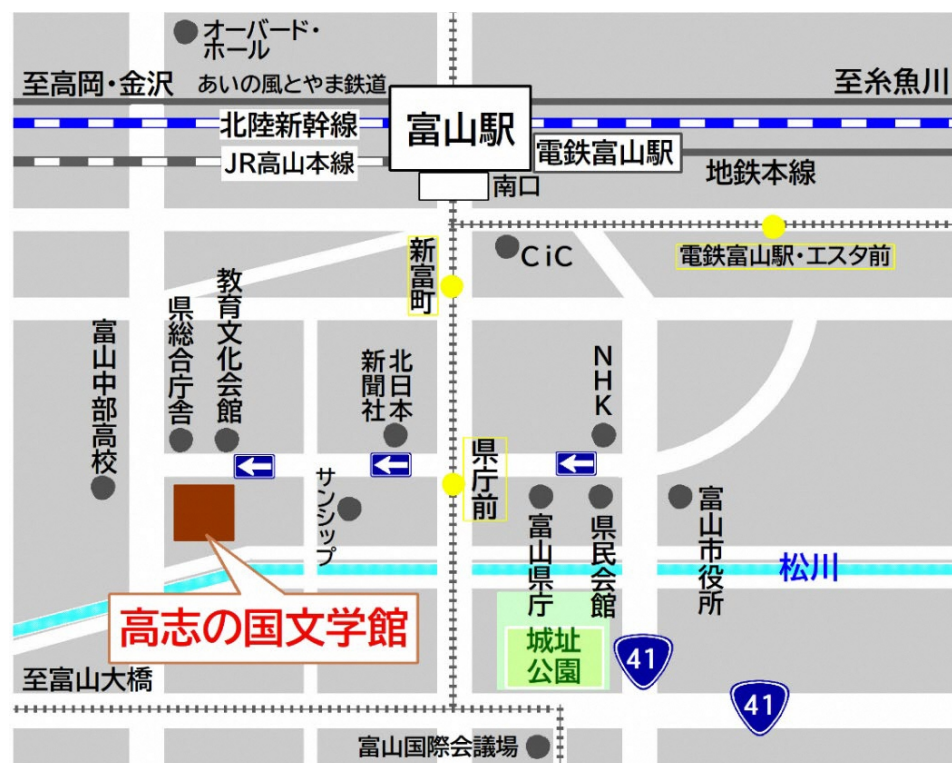 オーバード・
ホール
至高岡・金沢
あいの風とやま鉄道
至糸魚川
北陸新幹線
富山駅
JR高山本線
電鉄富山駅
地鉄本線
南口
新富町
CiC
電鉄富山駅・エスタ前
富山中部高校
県総合庁舎
教育文化会館
北日本
新聞社
NHK
県庁前
サンシップ
富山県庁
県民会館
富山市役所
松川
高志の国文学館
城址
公園
41
41
至富山大橋
富山国際会議場